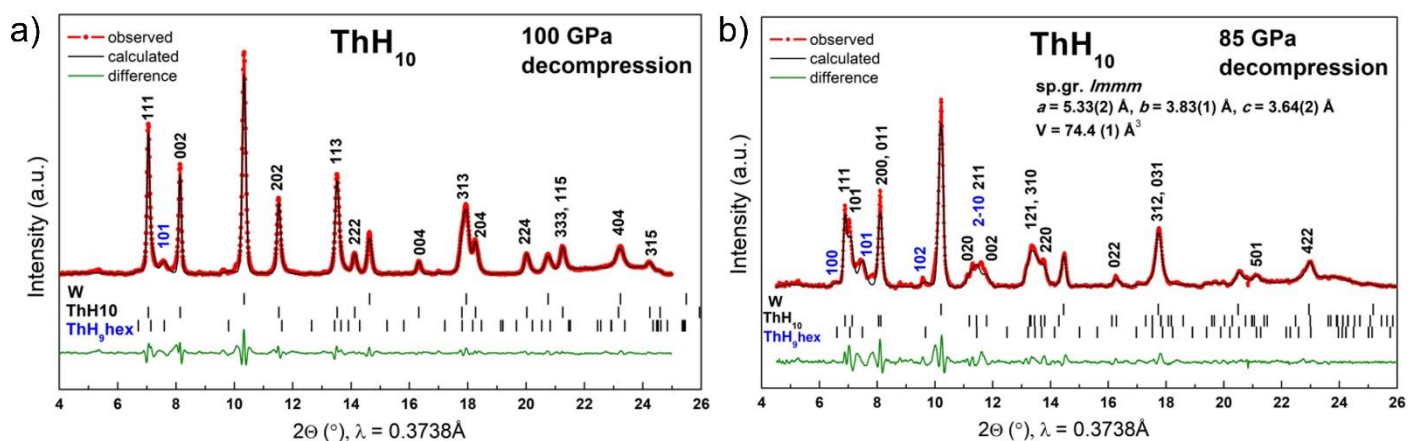 a)
observed
calculated
difference
ThH10
100 GPa
decompression
Intensity (a.u.)
111
101
002
202
113
222
004
313
204
224
333, 115
404
315
W
ThH10
ThH9hex
4 6 8 10 12 14 16 18 20 22 24 25 26
2Θ (°), λ = 0.3738Å
b)
observed
calculated
difference
ThH10
85 GPa
decompression
sp.gr. Immm
a = 5.33(2) Å, b = 3.83(1) Å, c = 3.64(2) Å
V = 74.4 (1) Å3
Intensity (a.u.)
100
111
101
101
200, 011
102
020
2-10 211
002
121, 310
220
022
312, 031
501
422
W
ThH10
ThH9hex
4 6 8 10 12 14 16 18 20 22 24 26
2Θ (°), λ = 0.3738Å